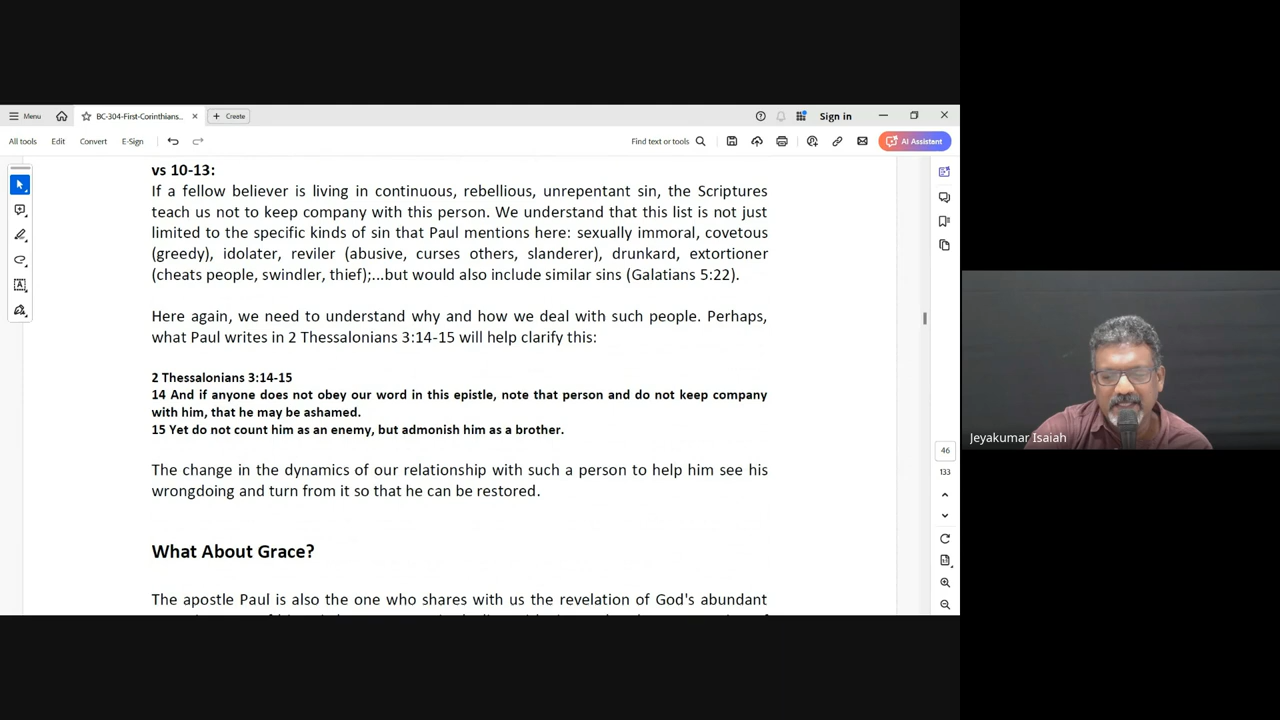 Menu
BC-304-First-Corinthians...
Create
Sign in
All tools
Edit
Convert
E-Sign
Find text or tools
AI Assistant
vs 10-13:
If a fellow believer is living in continuous, rebellious, unrepentant sin, the Scriptures
teach us not to keep company with this person. We understand that this list is not just
limited to the specific kinds of sin that Paul mentions here: sexually immoral, covetous
(greedy), idolater, reviler (abusive, curses others, slanderer), drunkard, extortioner
(cheats people, swindler, thief);...but would also include similar sins (Galatians 5:22).
Here again, we need to understand why and how we deal with such people. Perhaps,
what Paul writes in 2 Thessalonians 3:14-15 will help clarify this:
2 Thessalonians 3:14-15
14 And if anyone does not obey our word in this epistle, note that person and do not keep company
with him, that he may be ashamed.
15 Yet do not count him as an enemy, but admonish him as a brother.
The change in the dynamics of our relationship with such a person to help him see his
wrongdoing and turn from it so that he can be restored.
What About Grace?
The apostle Paul is also the one who shares with us the revelation of God's abundant
46
133
Jeyakumar Isaiah